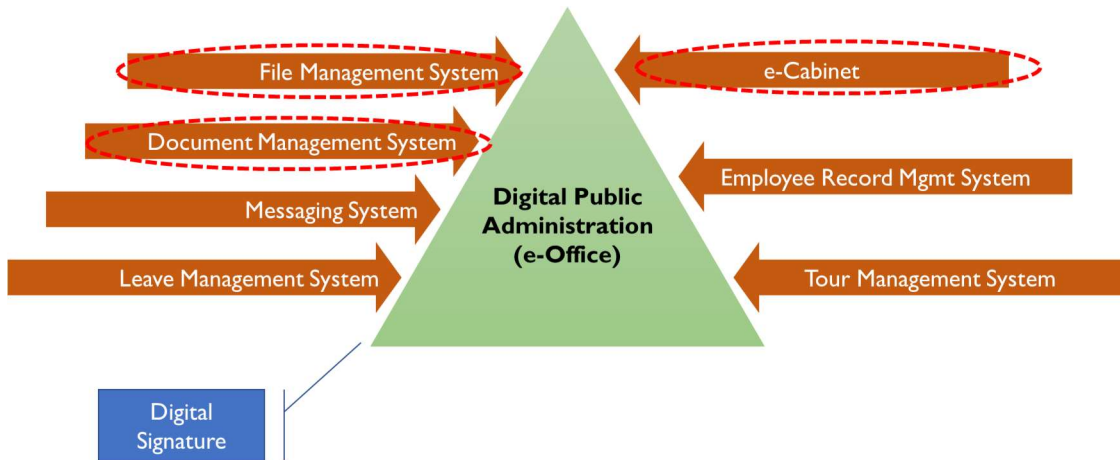 File Management System
e-Cabinet
Document Management System
Employee Record Mgmt System
Messaging System
Digital Public
Administration
(e-Office)
Leave Management System
Tour Management System
Digital
Signature